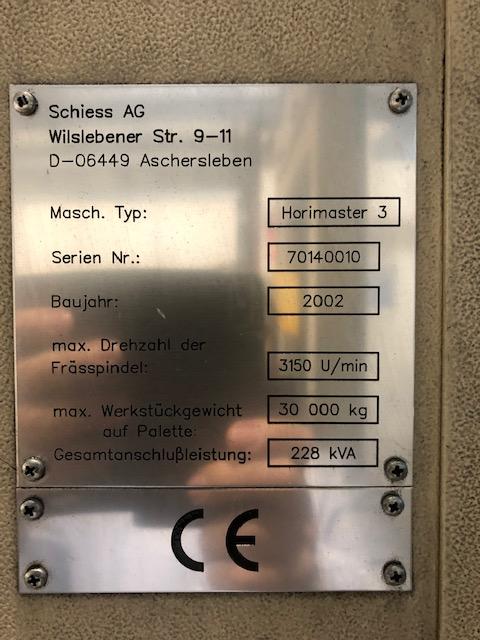 Schiess AG
Wilslebener Str. 9-11
D-06449 Aschersleben
Masch. Typ: Horimaster 3
Serien Nr.: 70140010
Baujahr: 2002
max. Drehzahl der
Frässpindel: 3150 U/min
max. Werkstückgewicht 30 000 kg
auf Palette:
Gesamtanschlußleistung: 228 kVA
CE